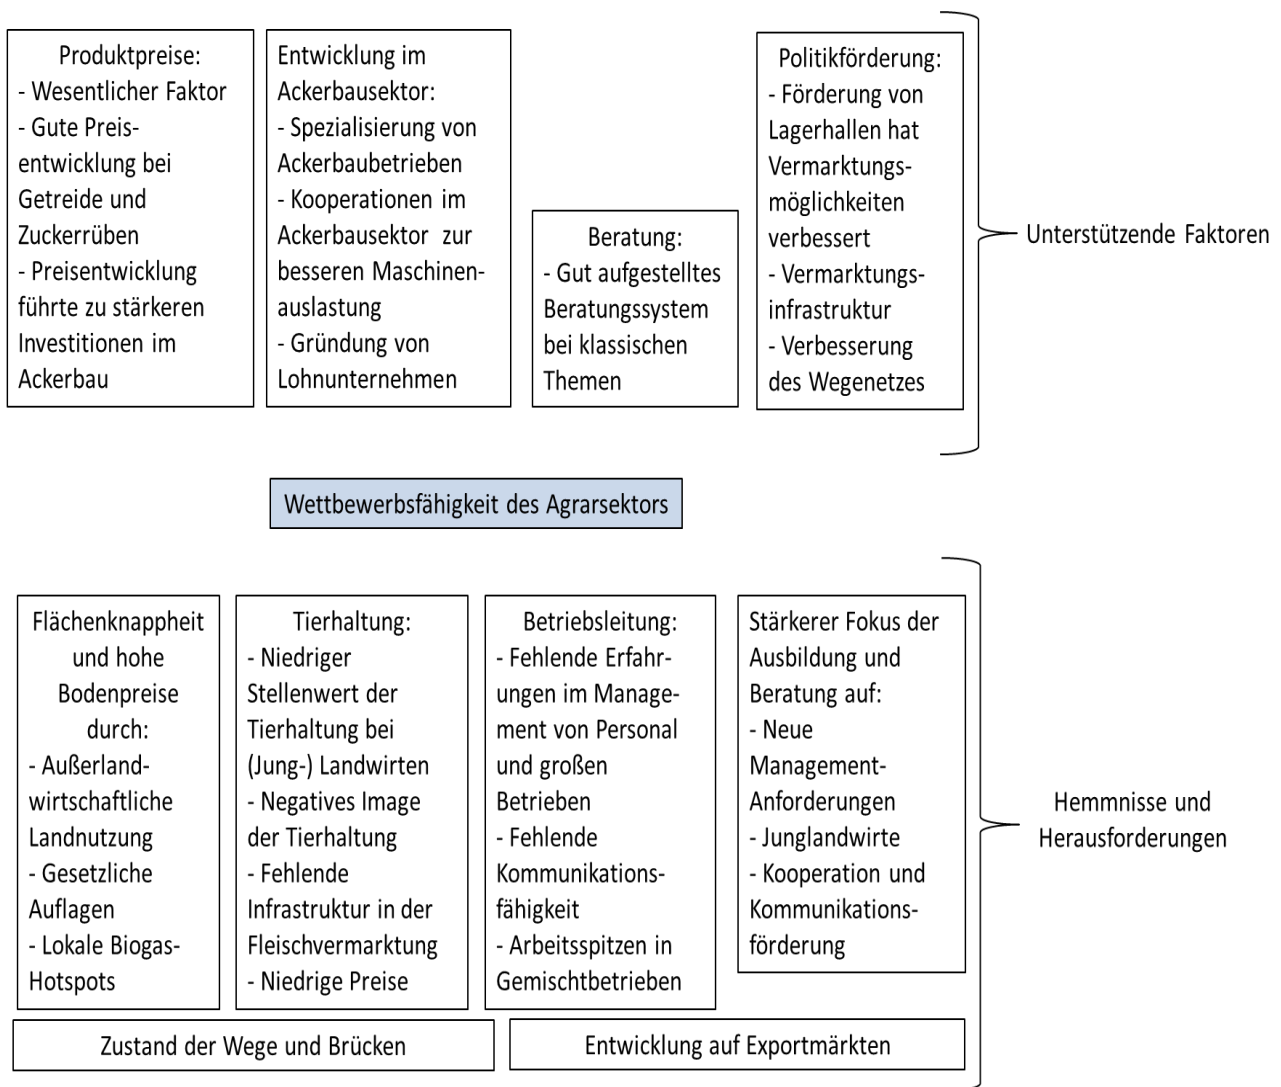 Produktpreise:
- Wesentlicher Faktor
- Gute Preis-
entwicklung bei
Getreide und
Zuckerrüben
- Preisentwicklung
führte zu stärkeren
Investitionen im
Ackerbau
Entwicklung im
Ackerbausektor:
- Spezialisierung von
Ackerbaubetrieben
- Kooperationen im
Ackerbausektor zur
besseren Maschinen-
auslastung
- Gründung von
Lohnunternehmen
Beratung:
- Gut aufgestelltes
Beratungssystem
bei klassischen
Themen
Politikförderung:
- Förderung von
Lagerhallen hat
Vermarktungs-
möglichkeiten
verbessert
- Vermarktungs-
infrastruktur
- Verbesserung
des Wegenetzes
Unterstützende Faktoren
Wettbewerbsfähigkeit des Agrarsektors
Flächenknappheit
und hohe
Bodenpreise
durch:
- Außerland-
wirtschaftliche
Landnutzung
- Gesetzliche
Auflagen
- Lokale Biogas-
Hotspots
Tierhaltung:
- Niedriger
Stellenwert der
Tierhaltung bei
(Jung-) Landwirten
- Negatives Image
der Tierhaltung
- Fehlende
Infrastruktur in der
Fleischvermarktung
- Niedrige Preise
Betriebsleitung:
- Fehlende Erfahr-
ungen im Manage-
ment von Personal
und großen
Betrieben
- Fehlende
Kommunikations-
fähigkeit
- Arbeitsspitzen in
Gemischtbetrieben
Stärkerer Fokus der
Ausbildung und
Beratung auf:
- Neue
Management-
Anforderungen
- Junglandwirte
- Kooperation und
Kommunikations-
förderung
Hemmnisse und
Herausforderungen
Zustand der Wege und Brücken
Entwicklung auf Exportmärkten